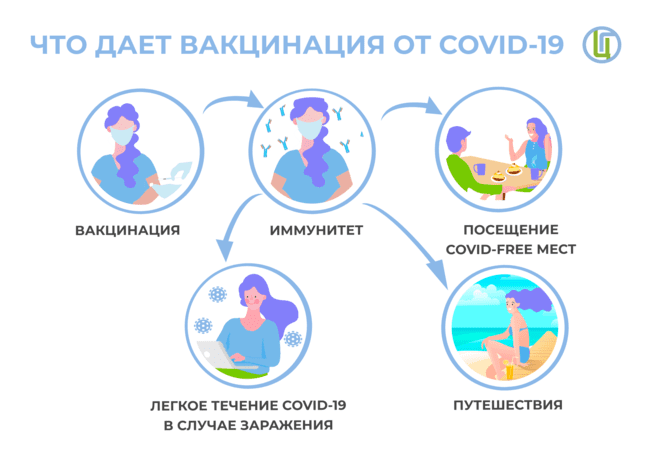 ЧТО ДАЕТ ВАКЦИНАЦИЯ ОТ COVID-19
ВАКЦИНАЦИЯ
ИММУНИТЕТ
ПОСЕЩЕНИЕ
COVID-FREE МЕСТ
ЛЕГКОЕ ТЕЧЕНИЕ COVID-19
В СЛУЧАЕ ЗАРАЖЕНИЯ
ПУТЕШЕСТВИЯ